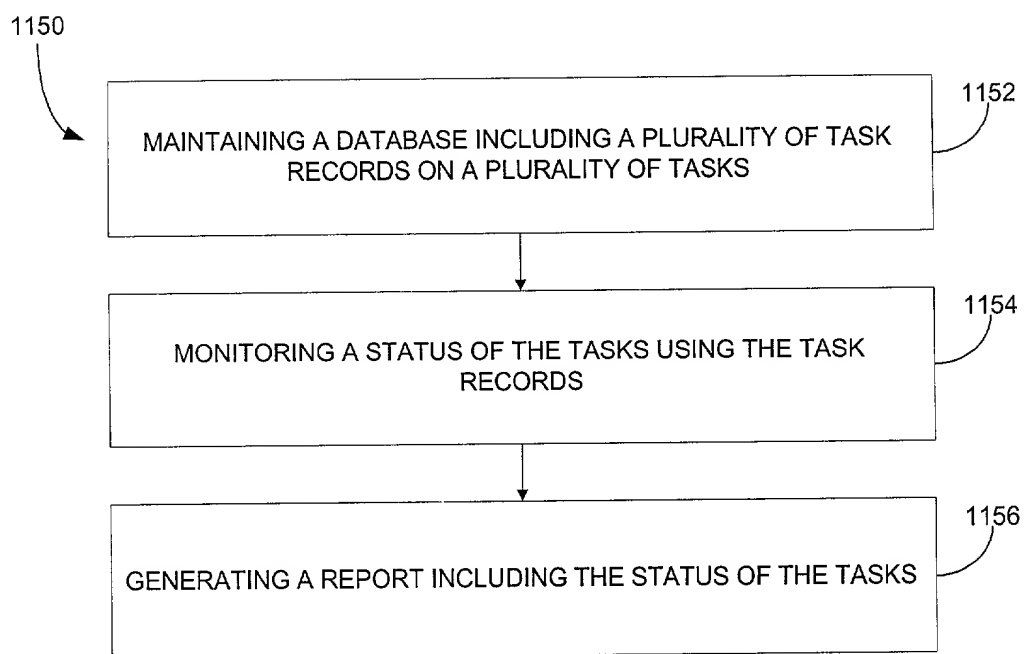 1150
1152
MAINTAINING A DATABASE INCLUDING A PLURALITY OF TASK
RECORDS ON A PLURALITY OF TASKS
1154
MONITORING A STATUS OF THE TASKS USING THE TASK
RECORDS
1156
GENERATING A REPORT INCLUDING THE STATUS OF THE TASKS